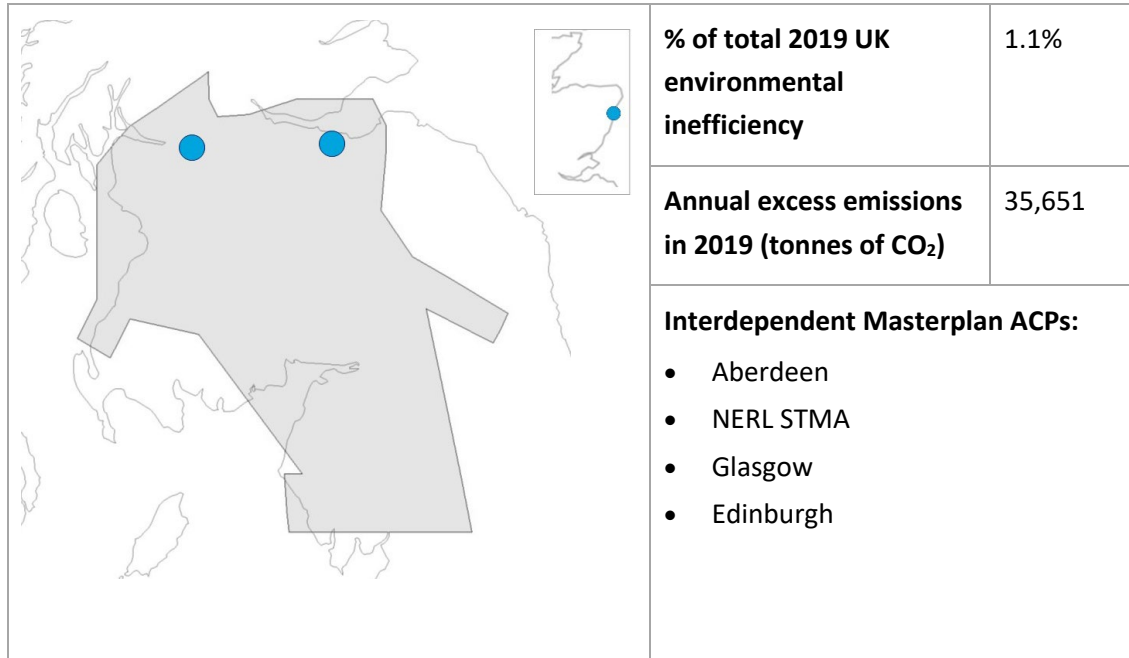 % of total 2019 UK
environmental
inefficiency
1.1%
Annual excess emissions
in 2019 (tonnes of CO₂)
35,651
Interdependent Masterplan ACPs:
• Aberdeen
• NERL STMA
• Glasgow
• Edinburgh